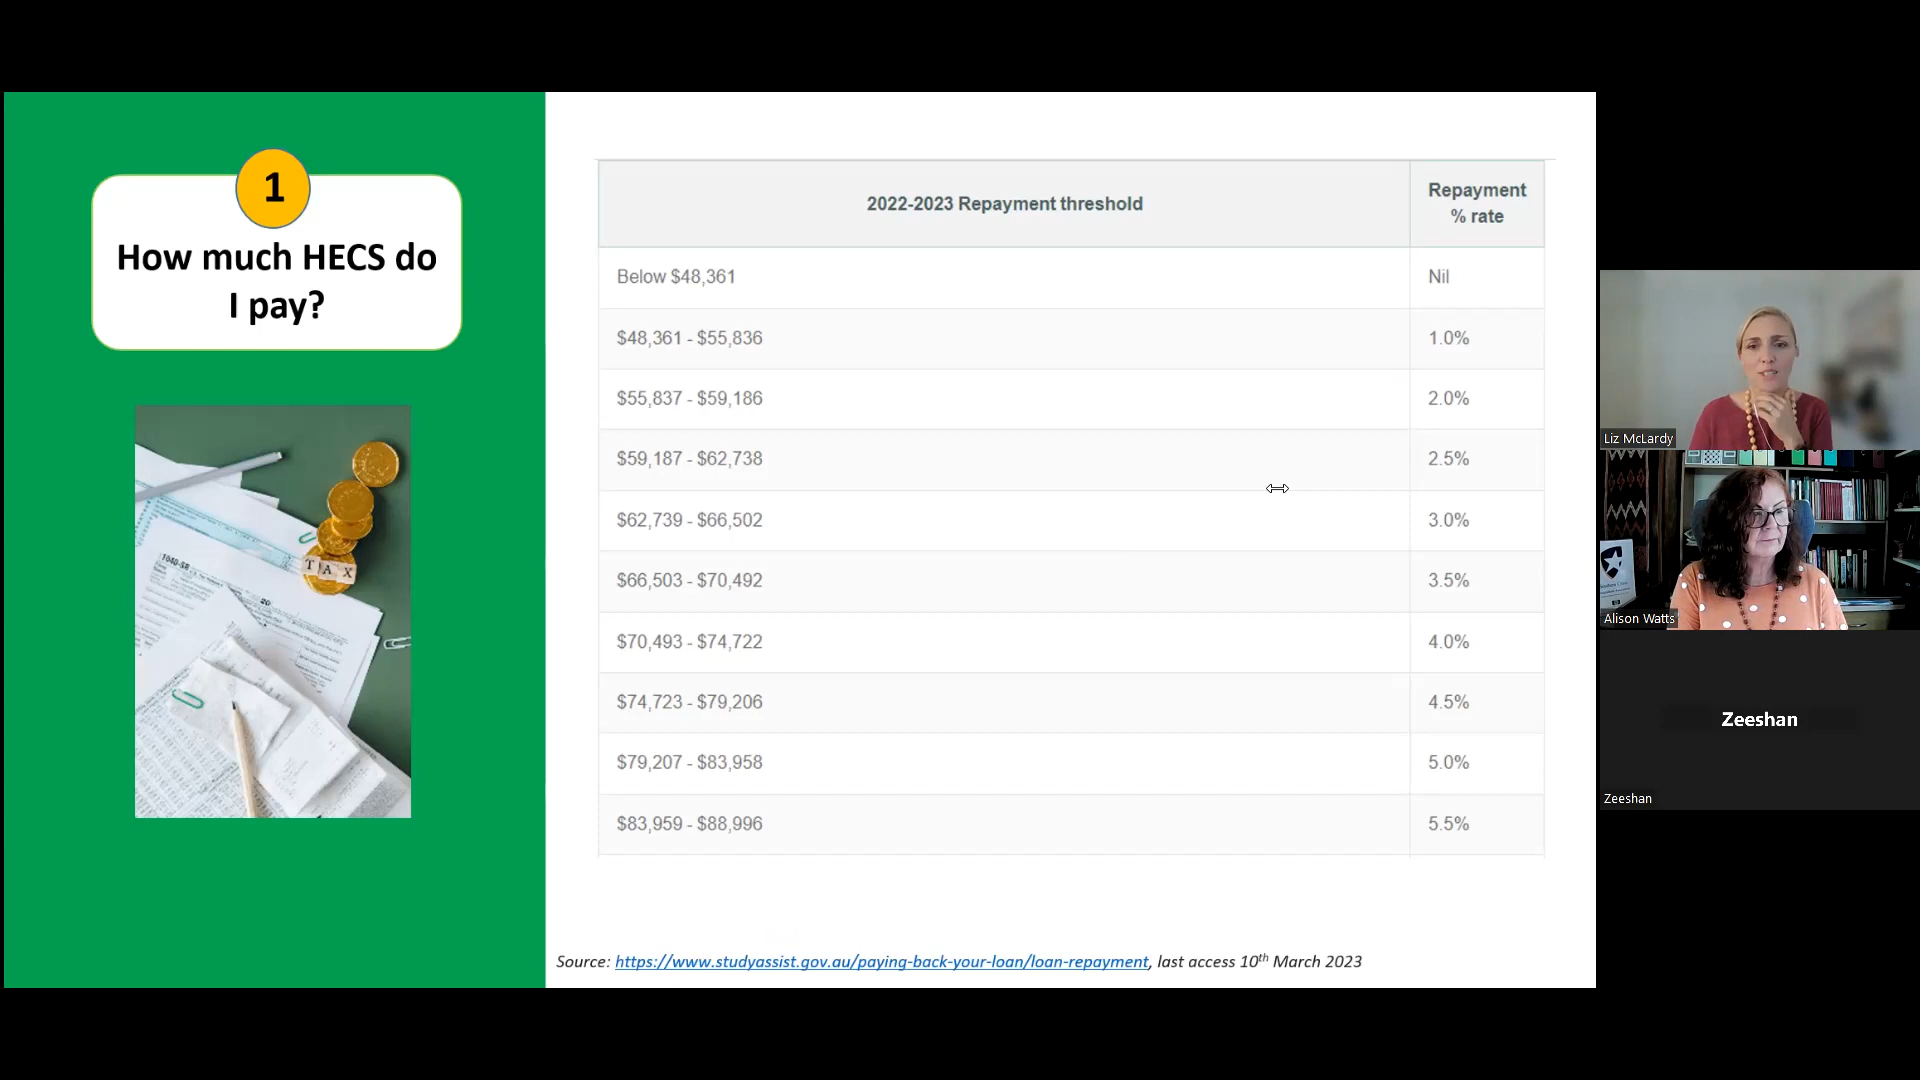 1
How much HECS do
I pay?
TAX
1040-SR
20
2022-2023 Repayment threshold
Repayment
% rate
Below $48,361
Nil
$48,361 - $55,836
1.0%
$55,837 - $59,186
2.0%
$59,187 - $62,738
2.5%
$62,739 - $66,502
3.0%
$66,503 - $70,492
3.5%
$70,493 - $74,722
4.0%
$74,723 - $79,206
4.5%
$79,207 - $83,958
5.0%
$83,959 - $88,996
5.5%
Source: https://www.studyassist.gov.au/paying-back-your-loan/loan-repayment, last access 10th March 2023
Liz McLardy
Alison Watts
Zeeshan
Zeeshan